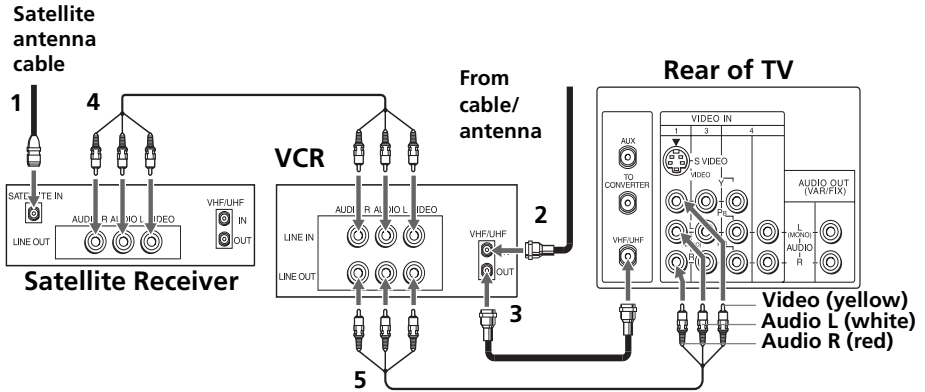 Satellite
antenna
cable
1
4
From
cable/
antenna
Rear of TV
VCR
2
SATELLITE IN
AUDIO R AUDIO L VIDEO
LINE OUT
VHF/UHF
IN
OUT
Satellite Receiver
AUDIO R AUDIO L VIDEO
LINE IN
LINE OUT
VHF/UHF
OUT
3
5
AUX
TO
CONVERTER
VHF/UHF
VIDEO IN
1 3 4
S VIDEO
VIDEO
Y
PB
R
AUDIO OUT
(VAR/FIX)
L
(MONO)
AUDIO
R
Video (yellow)
Audio L (white)
Audio R (red)